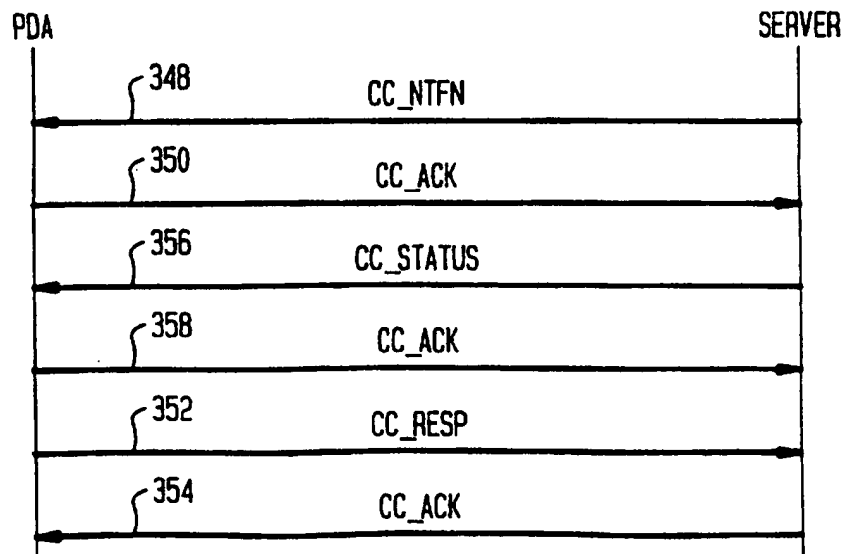 PDA SERVER
348 CC_NTFN
350 CC_ACK
356 CC_STATUS
358 CC_ACK
352 CC_RESP
354 CC_ACK